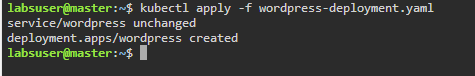 labsuser@master:~$ kubectl apply -f wordpress-deployment.yaml
service/wordpress unchanged
deployment.apps/wordpress created
labsuser@master:~$